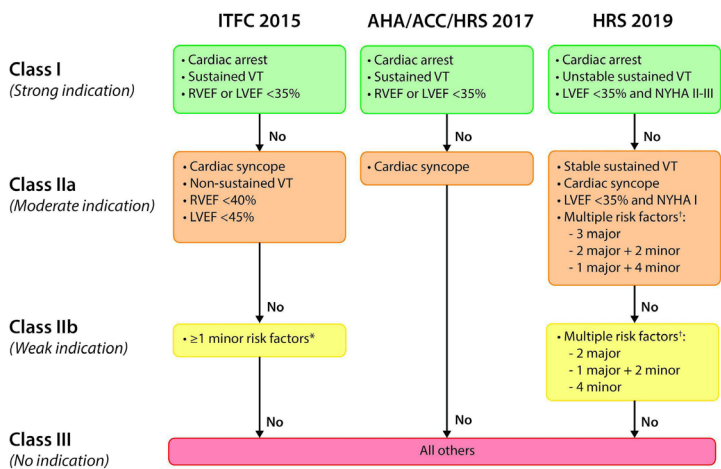 ITFC 2015
AHA/ACC/HRS 2017
HRS 2019
Class I
(Strong indication)
• Cardiac arrest
• Sustained VT
• RVEF or LVEF <35%
• Cardiac arrest
• Sustained VT
• RVEF or LVEF <35%
• Cardiac arrest
• Unstable sustained VT
• LVEF <35% and NYHA II-III
No
No
No
Class IIa
(Moderate indication)
• Cardiac syncope
• Non-sustained VT
• RVEF <40%
• LVEF <45%
• Cardiac syncope
• Stable sustained VT
• Cardiac syncope
• LVEF <35% and NYHA I
• Multiple risk factors†:
- 3 major
- 2 major + 2 minor
- 1 major + 4 minor
No
No
Class IIb
(Weak indication)
• ≥1 minor risk factors*
• Multiple risk factors†:
- 2 major
- 1 major + 2 minor
- 4 minor
No
No
No
Class III
(No indication)
All others